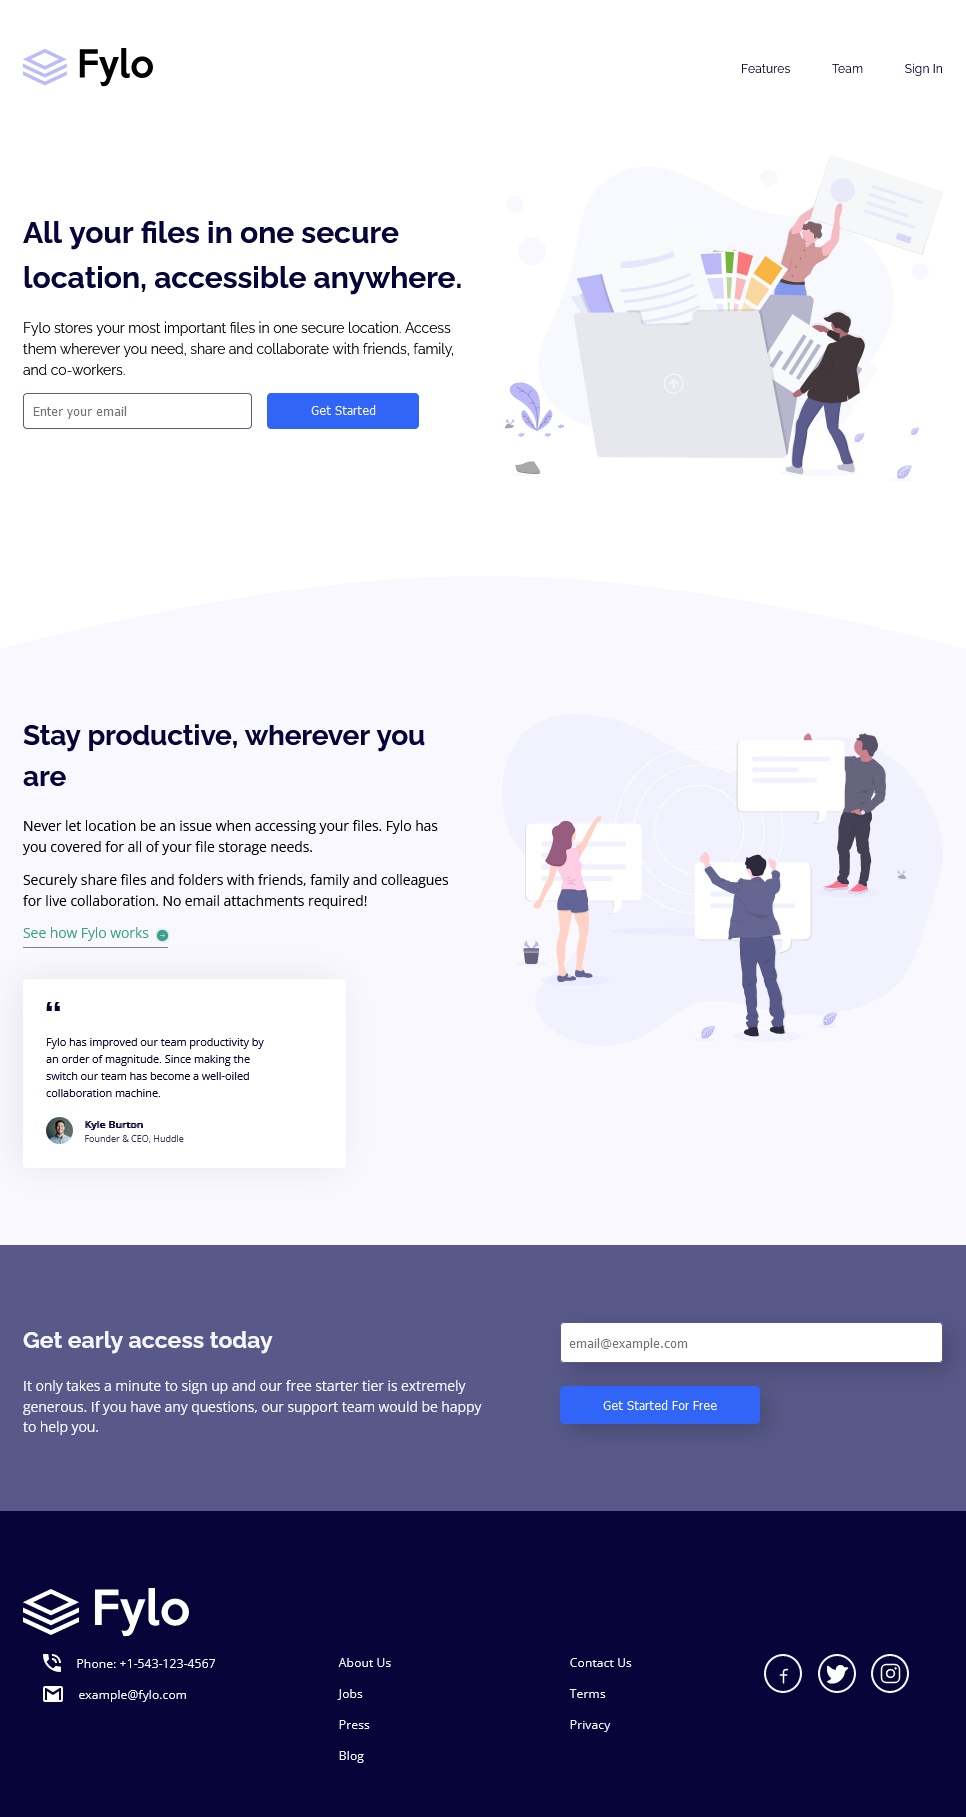 Fylo
Features
Team
Sign In
All your files in one secure
location, accessible anywhere.
Fylo stores your most important files in one secure location. Access
them wherever you need, share and collaborate with friends, family,
and co-workers.
Enter your email
Get Started
Stay productive, wherever you
are
Never let location be an issue when accessing your files. Fylo has
you covered for all of your file storage needs.
Securely share files and folders with friends, family and colleagues
for live collaboration. No email attachments required!
See how Fylo works
“
Fylo has improved our team productivity by
an order of magnitude. Since making the
switch our team has become a well-oiled
collaboration machine.
Kyle Burton
Founder & CEO, Huddle
Get early access today
It only takes a minute to sign up and our free starter tier is extremely
generous. If you have any questions, our support team would be happy
to help you.
email@example.com
Get Started For Free
Fylo
Phone: +1-543-123-4567
example@fylo.com
About Us
Jobs
Press
Blog
Contact Us
Terms
Privacy